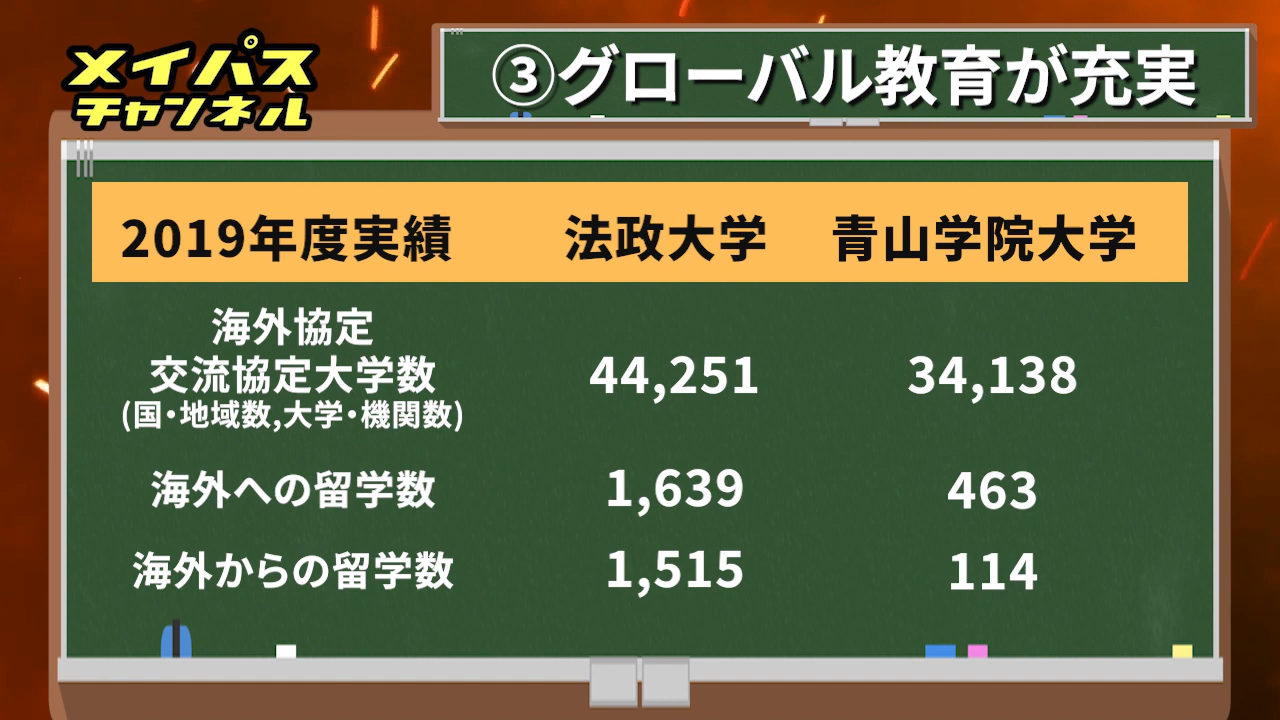 メイパス
チャンネル
③グローバル教育が充実
2019年度実績 法政大学 青山学院大学
海外協定
交流協定大学数 44,251 34,138
(国・地域数,大学・機関数)
海外への留学数 1,639 463
海外からの留学数 1,515 114